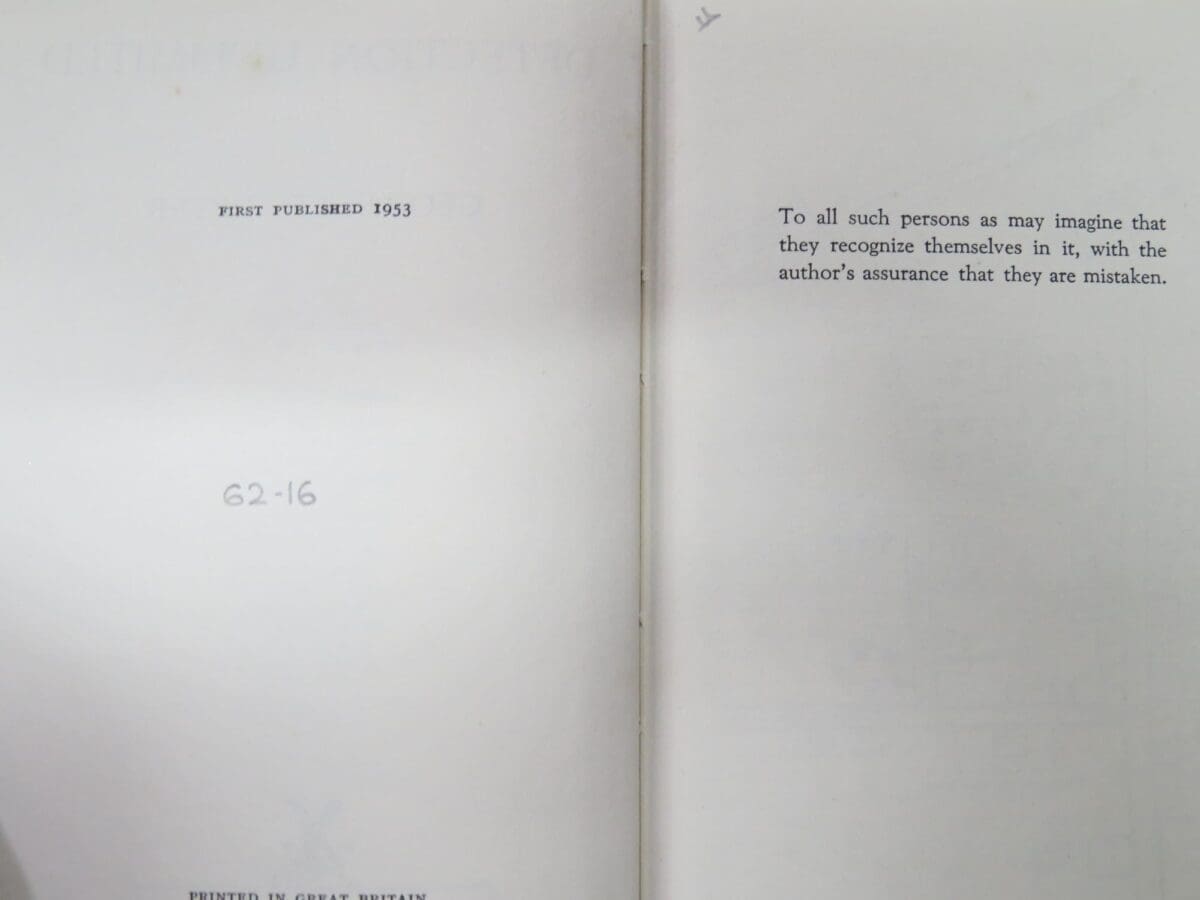 FIRST PUBLISHED 1953
62-16
PRINTED IN GREAT BRITAIN
To all such persons as may imagine that
they recognize themselves in it, with the
author's assurance that they are mistaken.